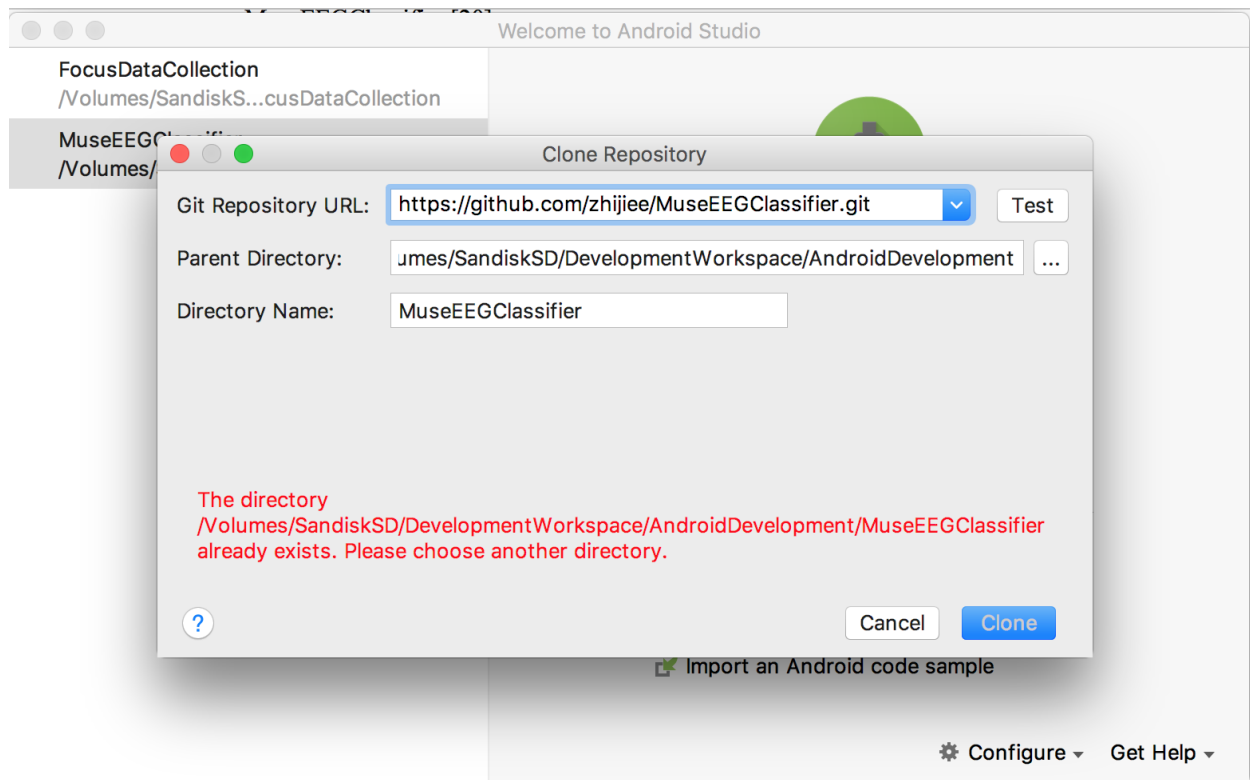 Welcome to Android Studio
FocusDataCollection
/Volumes/SandiskS...cusDataCollection
/Volumes/
Clone Repository
Git Repository URL: https://github.com/zhijiee/MuseEEGClassifier.git Test
Parent Directory: umes/SandiskSD/DevelopmentWorkspace/AndroidDevelopment ...
Directory Name: MuseEEGClassifier
The directory
/Volumes/SandiskSD/DevelopmentWorkspace/AndroidDevelopment/MuseEEGClassifier
already exists. Please choose another directory.
? Cancel Clone
Import an Android code sample
Configure Get Help